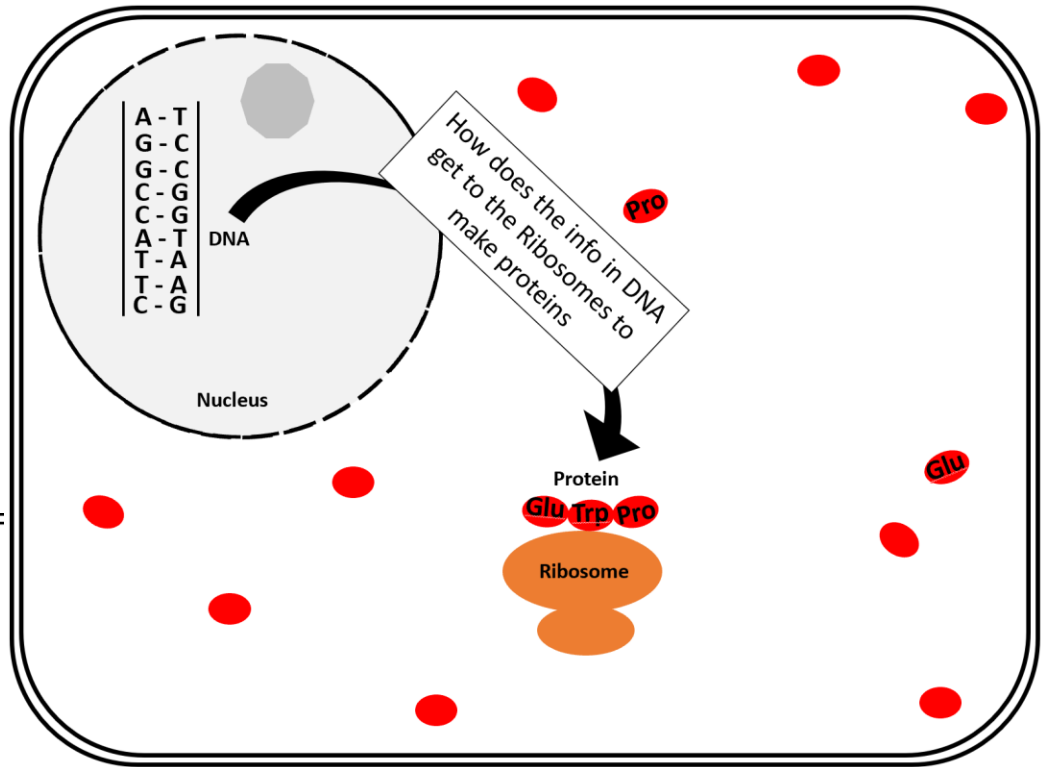 A - T
G - C
G - C
C - G
C - G
A - T
T - A
T - A
C - G
DNA
Nucleus
How does the info in DNA
get to the Ribosomes to
make proteins
Pro
Glu
Protein
Glu Trp Pro
Ribosome